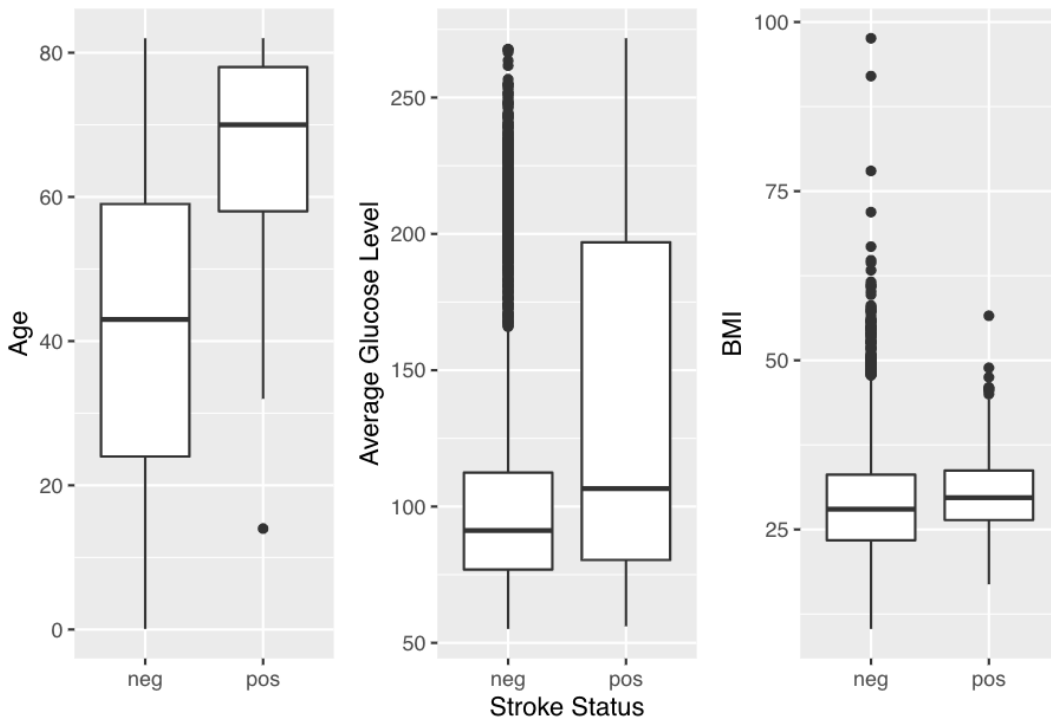 Age
80
60
40
20
0
neg
pos
Average Glucose Level
250
200
150
100
50
neg
pos
BMI
100
75
50
25
neg
pos
Stroke Status